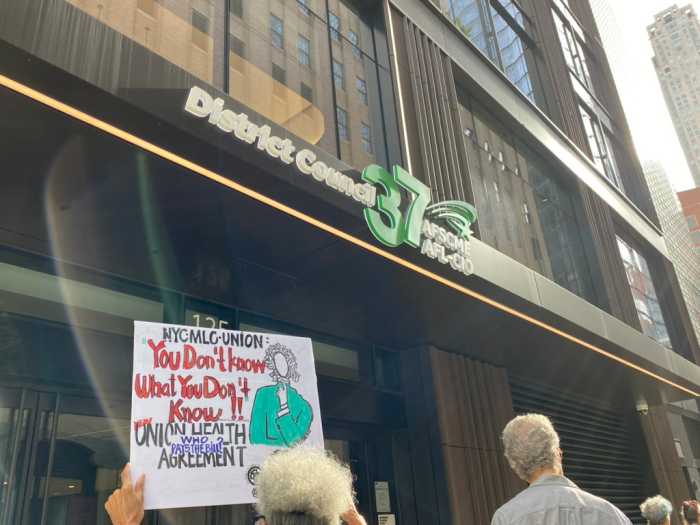 District Council 37
AFSCME
AFL-CIO
125
NYC·MLC·UNION:
"You Don't know
What You Don't
Know!!
NEW
UNION HEALTH
WHO
PAYS THE BILL?
AGREEMENT